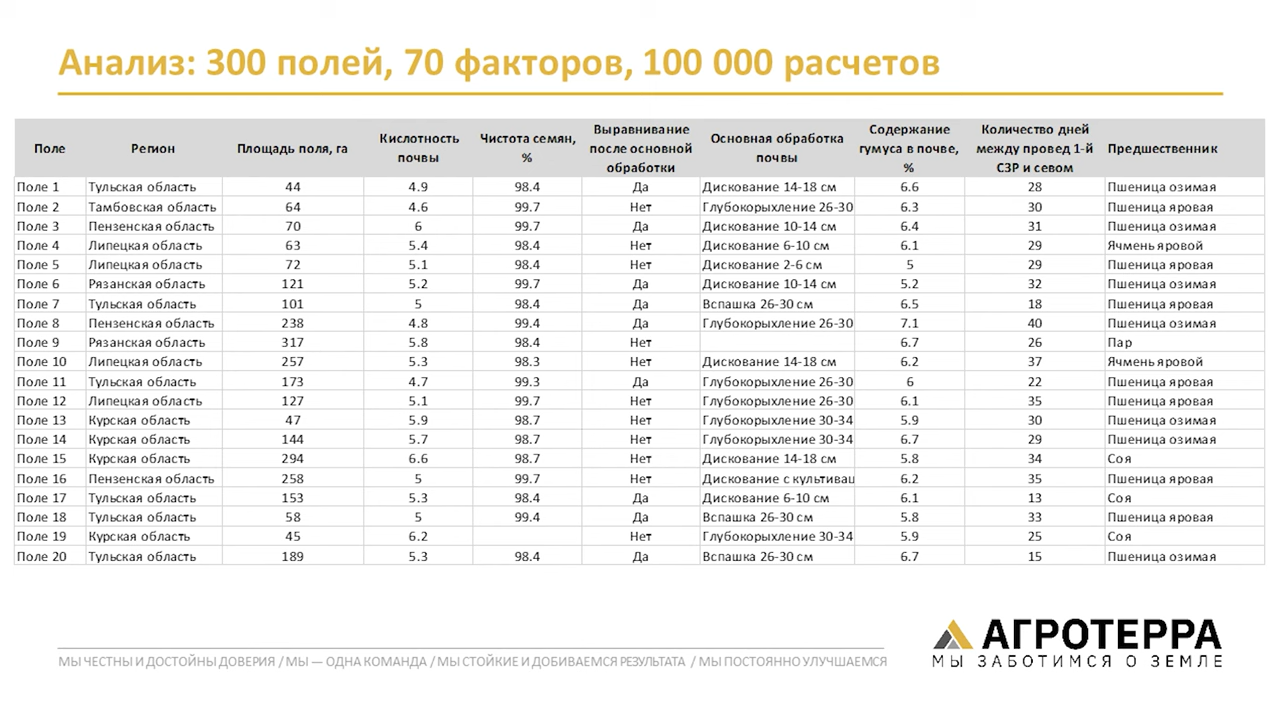 Анализ: 300 полей, 70 факторов, 100 000 расчетов
Поле Регион Площадь поля, га Кислотность почвы Чистота семян, % Выравнивание после основной обработки Основная обработка почвы Содержание гумуса в почве, % Количество дней между провед 1-й СЗР и севом Предшественник
Поле 1 Тульская область 44 4.9 98.4 Да Дискование 14-18 см 6.6 28 Пшеница озимая
Поле 2 Тамбовская область 64 4.6 99.7 Нет Глубокорыхление 26-30 6.3 30 Пшеница яровая
Поле 3 Пензенская область 70 6 99.7 Да Дискование 10-14 см 6.4 31 Пшеница озимая
Поле 4 Липецкая область 63 5.4 98.4 Нет Дискование 6-10 см 6.1 29 Ячмень яровой
Поле 5 Липецкая область 72 5.1 98.4 Нет Дискование 2-6 см 5 29 Пшеница яровая
Поле 6 Рязанская область 121 5.2 99.7 Да Дискование 10-14 см 5.2 32 Пшеница озимая
Поле 7 Тульская область 101 5 98.4 Да Вспашка 26-30 см 6.5 18 Пшеница яровая
Поле 8 Пензенская область 238 4.8 99.4 Да Глубокорыхление 26-30 7.1 40 Пшеница озимая
Поле 9 Рязанская область 317 5.8 98.4 Нет 6.7 26 Пар
Поле 10 Липецкая область 257 5.3 98.3 Нет Дискование 14-18 см 6.2 37 Ячмень яровой
Поле 11 Тульская область 173 4.7 99.3 Да Глубокорыхление 26-30 6 22 Пшеница яровая
Поле 12 Липецкая область 127 5.1 99.7 Нет Глубокорыхление 26-30 6.1 35 Пшеница яровая
Поле 13 Курская область 47 5.9 98.7 Нет Глубокорыхление 30-34 5.9 30 Пшеница озимая
Поле 14 Курская область 144 5.7 98.7 Нет Глубокорыхление 30-34 6.7 29 Пшеница озимая
Поле 15 Курская область 294 6.6 98.7 Нет Дискование 14-18 см 5.8 34 Соя
Поле 16 Пензенская область 258 5 99.7 Нет Дискование с культивац 6.2 35 Пшеница яровая
Поле 17 Тульская область 153 5.3 98.4 Да Дискование 6-10 см 6.1 13 Соя
Поле 18 Тульская область 58 5 99.4 Да Вспашка 26-30 см 5.8 33 Пшеница яровая
Поле 19 Курская область 45 6.2 Нет Глубокорыхление 30-34 5.9 25 Соя
Поле 20 Тульская область 189 5.3 98.4 Да Вспашка 26-30 см 6.7 15 Пшеница озимая
МЫ ЧЕСТНЫ И ДОСТОЙНЫ ДОВЕРИЯ / МЫ — ОДНА КОМАНДА / МЫ СТОЙКИЕ И ДОБИВАЕМСЯ РЕЗУЛЬТАТА / МЫ ПОСТОЯННО УЛУЧШАЕМСЯ
АГРОТЕРРА
МЫ ЗАБОТИМСЯ О ЗЕМЛЕ